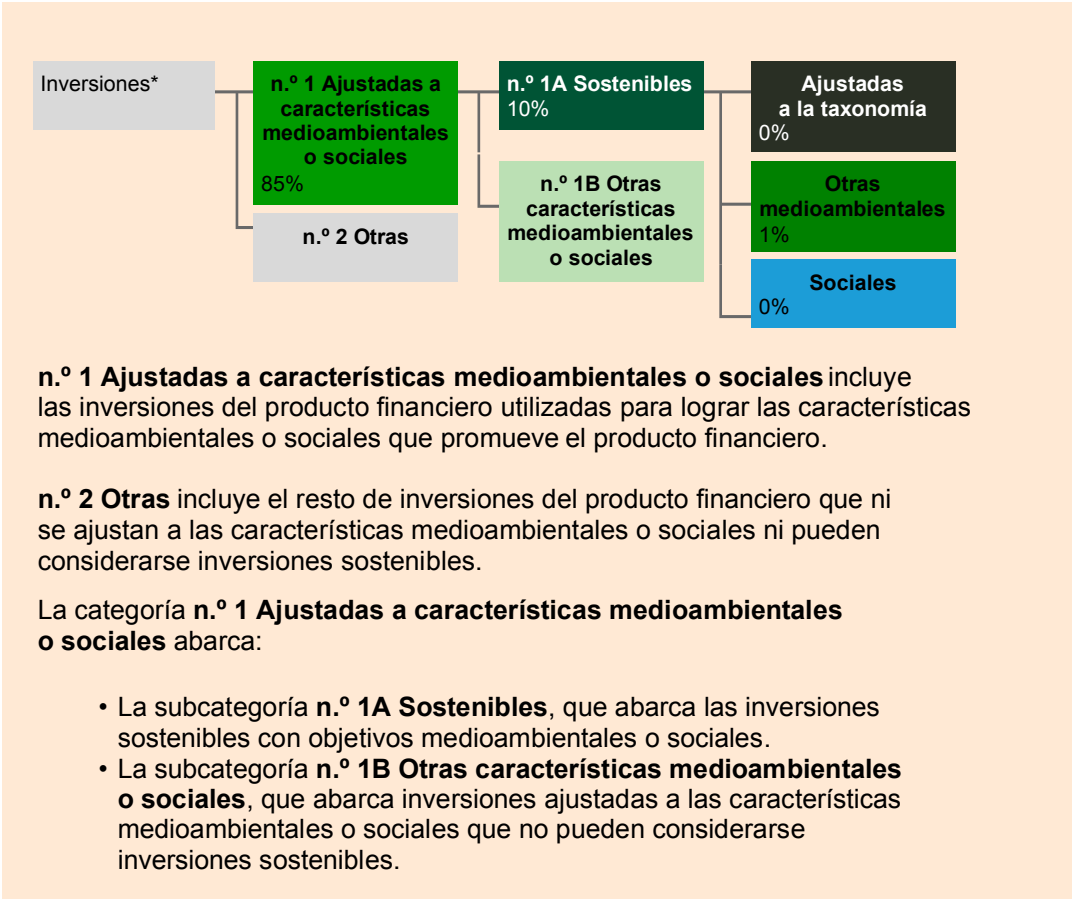 Inversiones*
n.º 1 Ajustadas a
características
medioambientales
o sociales
85%
n.º 2 Otras
n.º 1A Sostenibles
10%
n.º 1B Otras
características
medioambientales
o sociales
Ajustadas
a la taxonomía
0%
Otras
medioambientales
1%
Sociales
0%
n.º 1 Ajustadas a características medioambientales o sociales incluye
las inversiones del producto financiero utilizadas para lograr las características
medioambientales o sociales que promueve el producto financiero.
n.º 2 Otras incluye el resto de inversiones del producto financiero que ni
se ajustan a las características medioambientales o sociales ni pueden
considerarse inversiones sostenibles.
La categoría n.º 1 Ajustadas a características medioambientales
o sociales abarca:
• La subcategoría n.º 1A Sostenibles, que abarca las inversiones
sostenibles con objetivos medioambientales o sociales.
• La subcategoría n.º 1B Otras características medioambientales
o sociales, que abarca inversiones ajustadas a las características
medioambientales o sociales que no pueden considerarse
inversiones sostenibles.